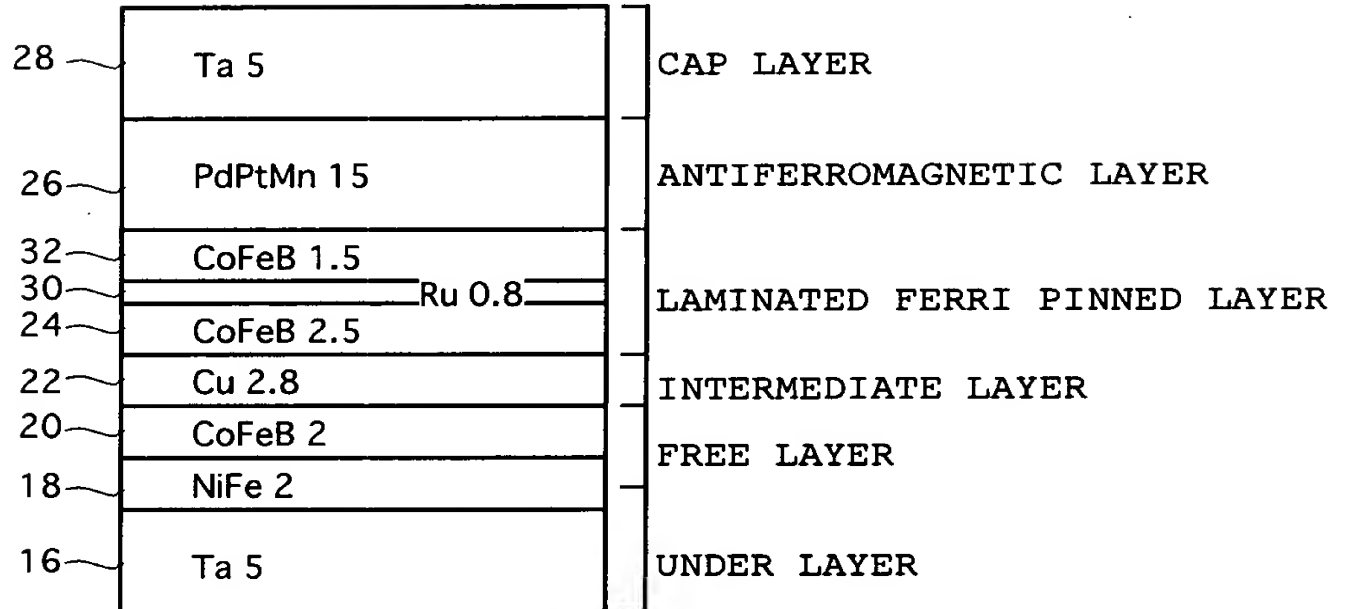 28 Ta 5 CAP LAYER
26 PdPtMn 15 ANTIFERROMAGNETIC LAYER
32 CoFeB 1.5
30 Ru 0.8 LAMINATED FERRI PINNED LAYER
24 CoFeB 2.5
22 Cu 2.8 INTERMEDIATE LAYER
20 CoFeB 2
FREE LAYER
18 NiFe 2
16 Ta 5 UNDER LAYER